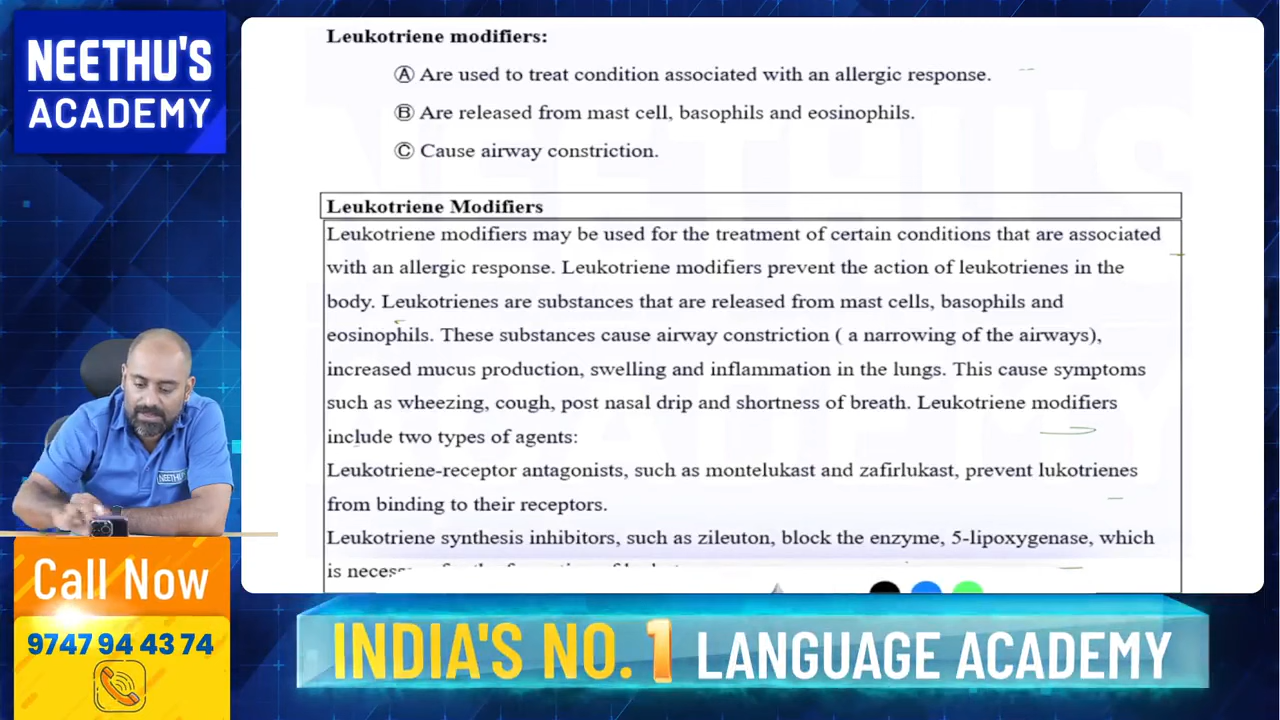 NEETHU'S
ACADEMY
Leukotriene modifiers:
Ⓐ Are used to treat condition associated with an allergic response.
Ⓑ Are released from mast cell, basophils and eosinophils.
Ⓒ Cause airway constriction.
Leukotriene Modifiers
Leukotriene modifiers may be used for the treatment of certain conditions that are associated
with an allergic response. Leukotriene modifiers prevent the action of leukotrienes in the
body. Leukotrienes are substances that are released from mast cells, basophils and
eosinophils. These substances cause airway constriction ( a narrowing of the airways),
increased mucus production, swelling and inflammation in the lungs. This cause symptoms
such as wheezing, cough, post nasal drip and shortness of breath. Leukotriene modifiers
include two types of agents:
Leukotriene-receptor antagonists, such as montelukast and zafirlukast, prevent lukotrienes
from binding to their receptors.
Leukotriene synthesis inhibitors, such as zileuton, block the enzyme, 5-lipoxygenase, which
is
NEETHU'S
Call Now
9747 94 43 74
INDIA'S NO. 1 LANGUAGE ACADEMY